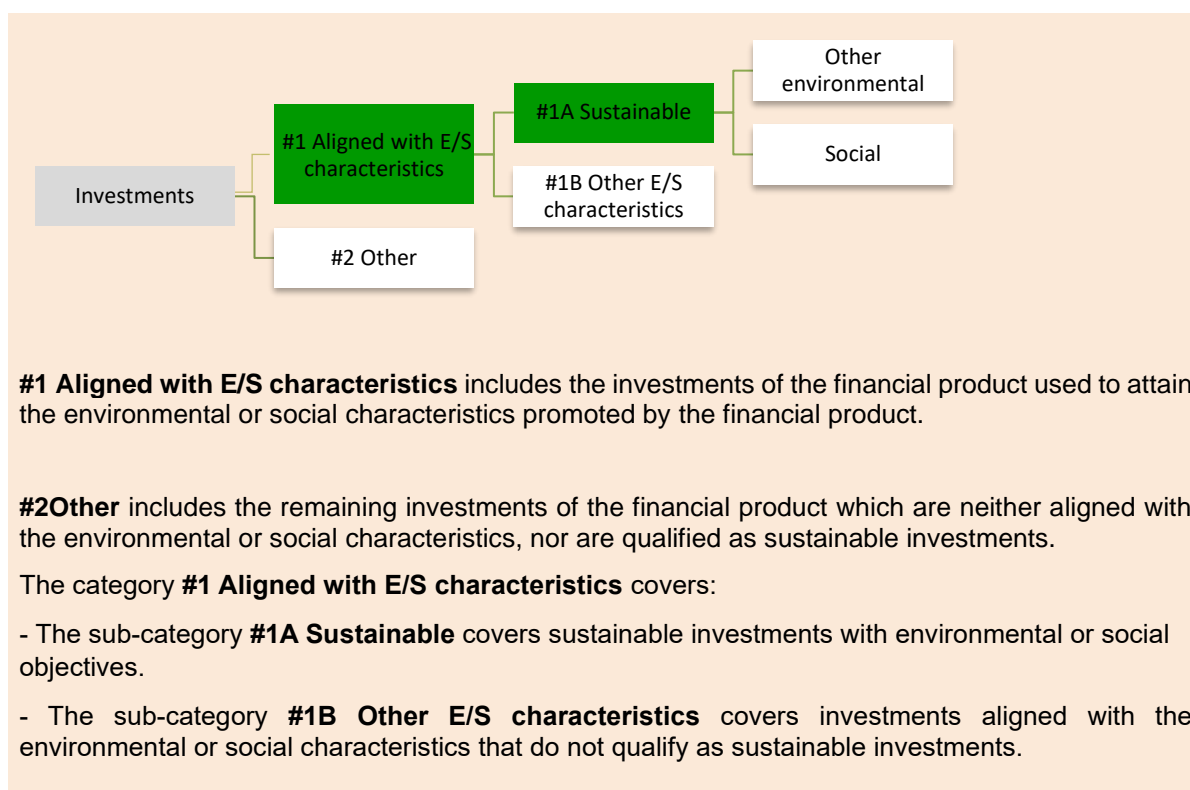 Other
environmental
#1A Sustainable
#1 Aligned with E/S
characteristics
Social
Investments
#1B Other E/S
characteristics
#2 Other
#1 Aligned with E/S characteristics includes the investments of the financial product used to attain
the environmental or social characteristics promoted by the financial product.
#2Other includes the remaining investments of the financial product which are neither aligned with
the environmental or social characteristics, nor are qualified as sustainable investments.
The category #1 Aligned with E/S characteristics covers:
- The sub-category #1A Sustainable covers sustainable investments with environmental or social
objectives.
- The sub-category #1B Other E/S characteristics covers investments aligned with the
environmental or social characteristics that do not qualify as sustainable investments.